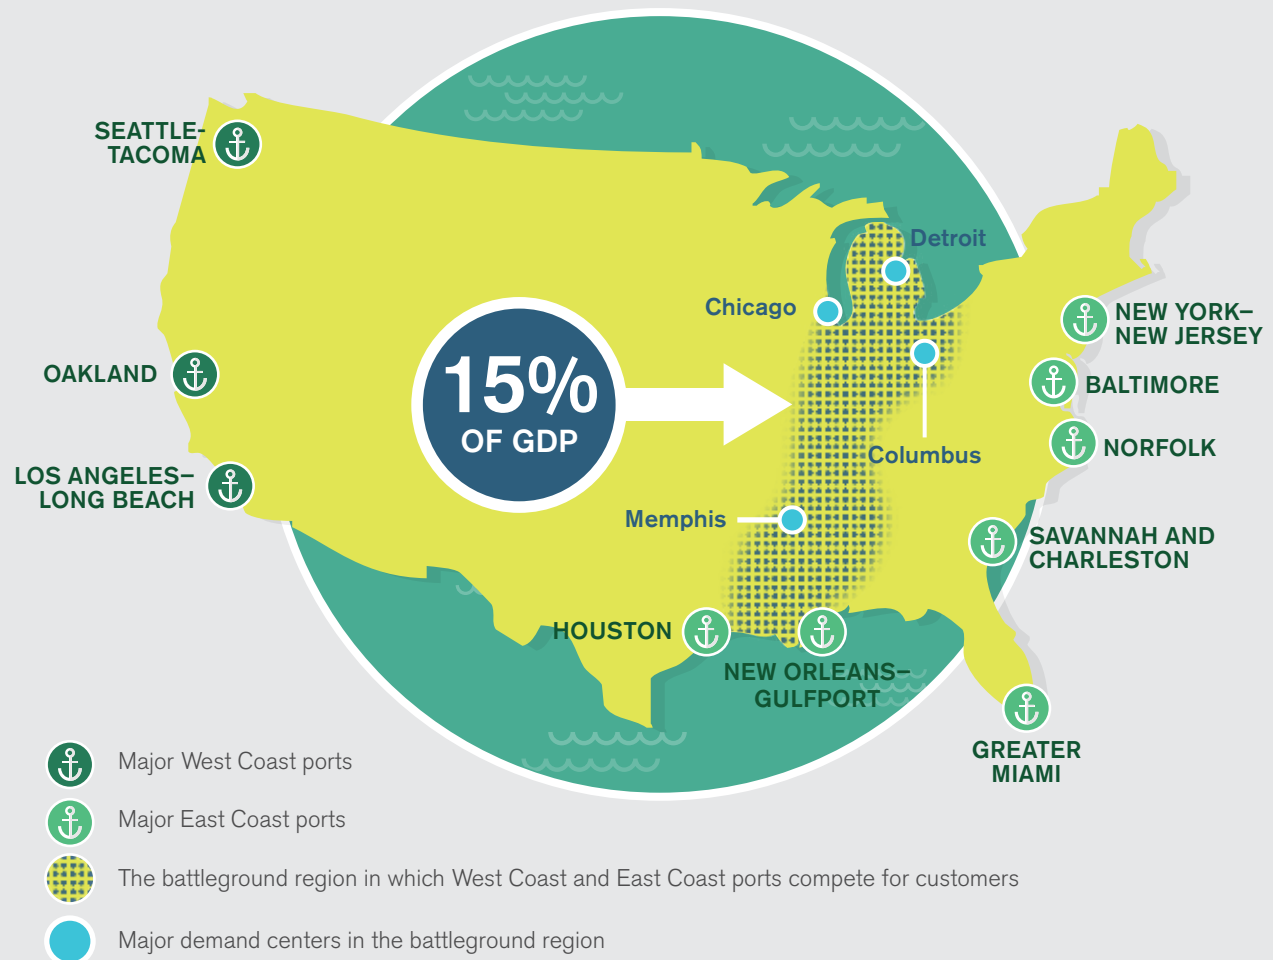 SEATTLE-
TACOMA
Detroit
Chicago
NEW YORK–
NEW JERSEY
15%
OF GDP
OAKLAND
BALTIMORE
NORFOLK
Columbus
LOS ANGELES–
LONG BEACH
Memphis
SAVANNAH AND
CHARLESTON
HOUSTON
NEW ORLEANS–
GULFPORT
GREATER
MIAMI
Major West Coast ports
Major East Coast ports
The battleground region in which West Coast and East Coast ports compete for customers
Major demand centers in the battleground region